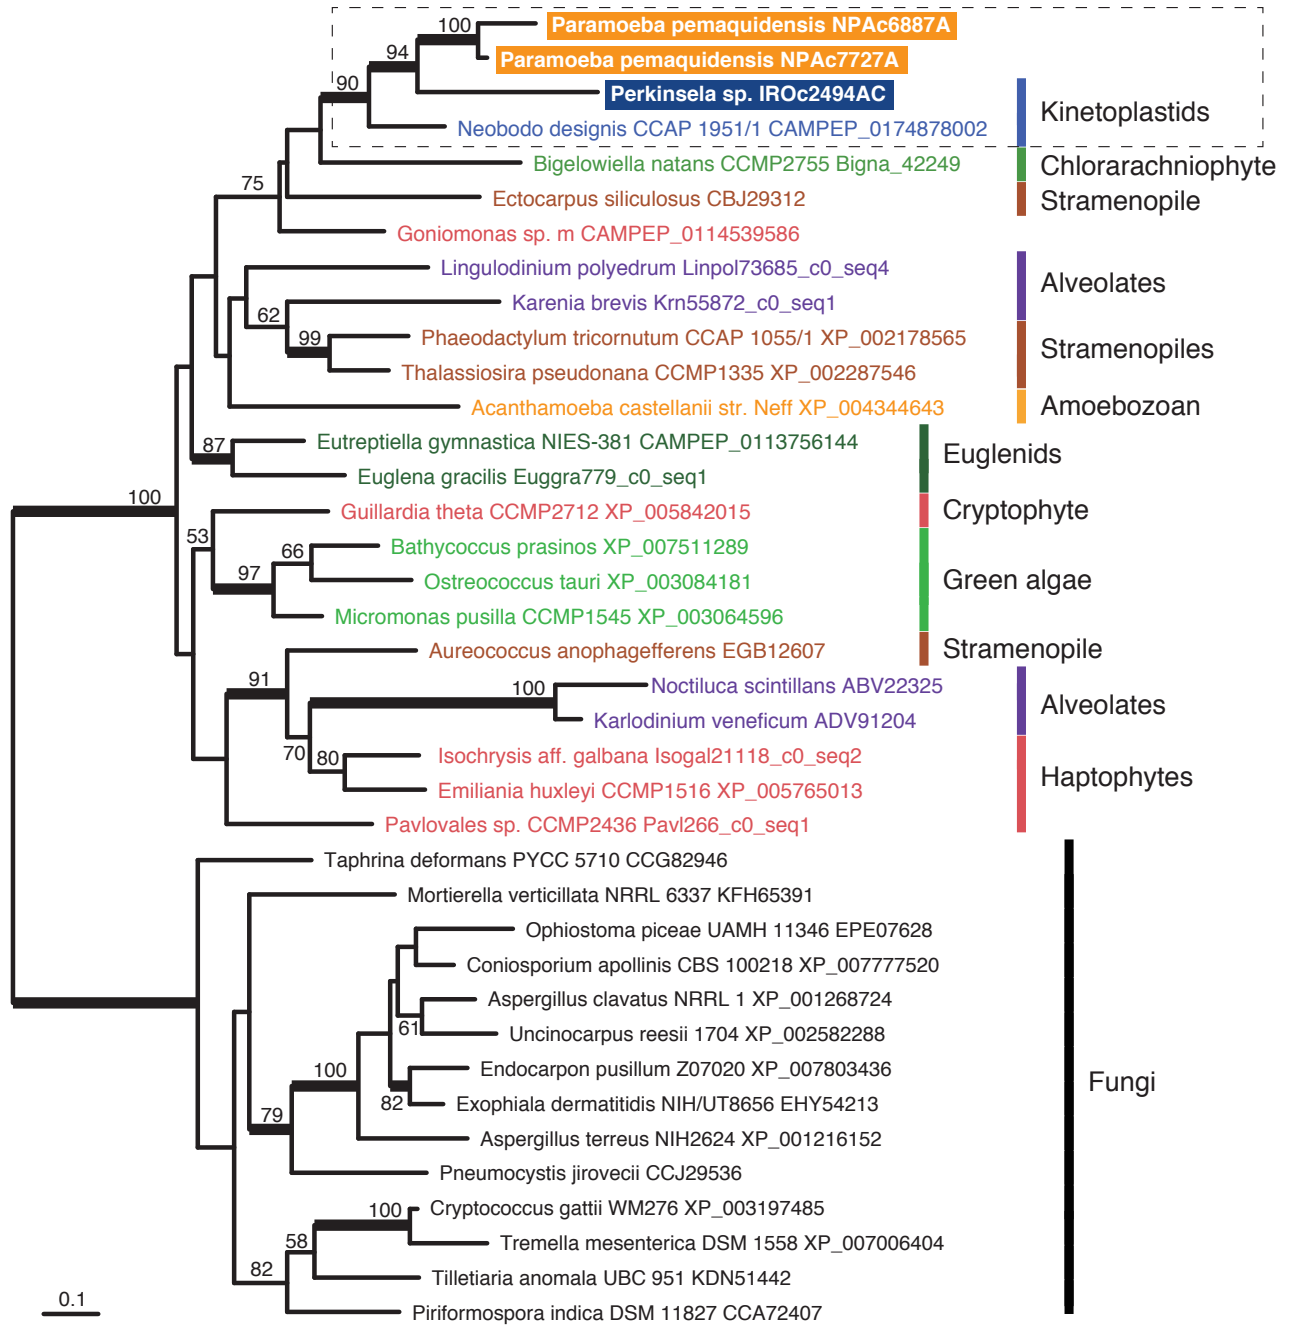 100 Paramoeba pemaquidensis NPAc6887A
94 Paramoeba pemaquidensis NPAc7727A
90 Perkinsela sp. IROc2494AC
Kinetoplastids
Neobodo designis CCAP 1951/1 CAMPEP_0174878002
Bigelowiella natans CCMP2755 Bigna_42249 Chlorarachniophyte
75 Ectocarpus siliculosus CBJ29312 Stramenopile
Goniomonas sp. m CAMPEP_0114539586
Lingulodinium polyedrum Linpol73685_c0_seq4
Alveolates
62 Karenia brevis Krn55872_c0_seq1
99 Phaeodactylum tricornutum CCAP 1055/1 XP_002178565
Stramenopiles
Thalassiosira pseudonana CCMP1335 XP_002287546
Acanthamoeba castellanii str. Neff XP_004344643 Amoebozoan
87 Eutreptiella gymnastica NIES-381 CAMPEP_0113756144
Euglenids
Euglena gracilis Euggra779_c0_seq1
100 Guillardia theta CCMP2712 XP_005842015 Cryptophyte
53 66 Bathycoccus prasinos XP_007511289
97 Ostreococcus tauri XP_003084181 Green algae
Micromonas pusilla CCMP1545 XP_003064596
Aureococcus anophagefferens EGB12607 Stramenopile
91 100 Noctiluca scintillans ABV22325
Alveolates
Karlodinium veneficum ADV91204
70 80 Isochrysis aff. galbana Isogal21118_c0_seq2
Haptophytes
Emiliania huxleyi CCMP1516 XP_005765013
Pavlovales sp. CCMP2436 Pavl266_c0_seq1
Taphrina deformans PYCC 5710 CCG82946
Mortierella verticillata NRRL 6337 KFH65391
Ophiostoma piceae UAMH 11346 EPE07628
Coniosporium apollinis CBS 100218 XP_007777520
Aspergillus clavatus NRRL 1 XP_001268724
61 Uncinocarpus reesii 1704 XP_002582288
100 Endocarpon pusillum Z07020 XP_007803436
Fungi
82 Exophiala dermatitidis NIH/UT8656 EHY54213
79 Aspergillus terreus NIH2624 XP_001216152
Pneumocystis jirovecii CCJ29536
100 Cryptococcus gattii WM276 XP_003197485
58 Tremella mesenterica DSM 1558 XP_007006404
82 Tilletiaria anomala UBC 951 KDN51442
0.1 Piriformospora indica DSM 11827 CCA72407